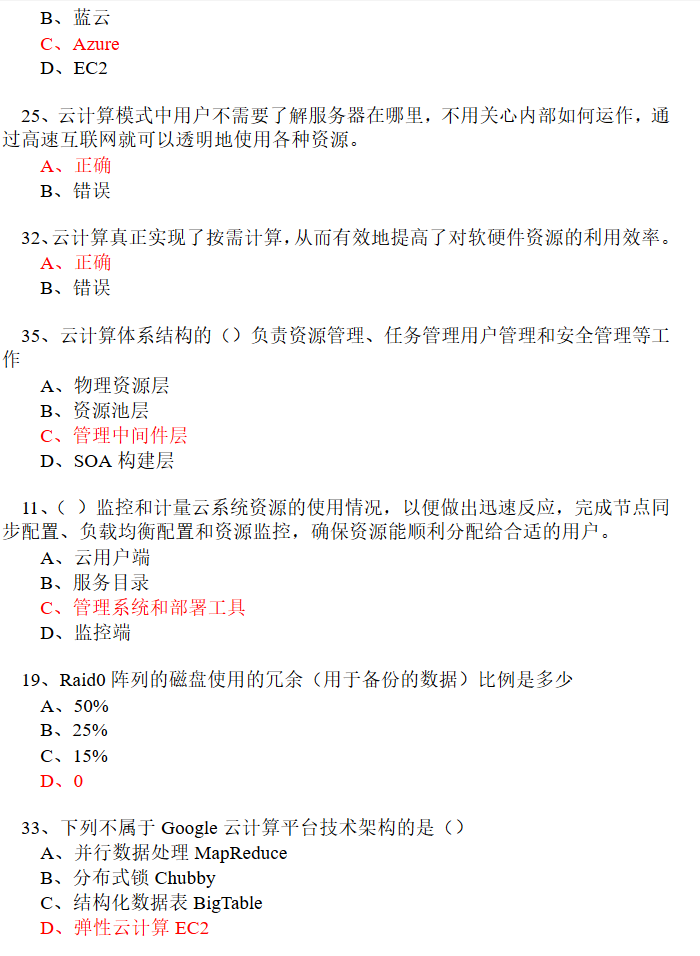 B、蓝云
C、Azure
D、EC2
25、云计算模式中用户不需要了解服务器在哪里，不用关心内部如何运作，通
过高速互联网就可以透明地使用各种资源。
A、正确
B、错误
32、云计算真正实现了按需计算，从而有效地提高了对软硬件资源的利用效率。
A、正确
B、错误
35、云计算体系结构的（）负责资源管理、任务管理用户管理和安全管理等工
作
A、物理资源层
B、资源池层
C、管理中间件层
D、SOA 构建层
11、（ ）监控和计量云系统资源的使用情况，以便做出迅速反应，完成节点同
步配置、负载均衡配置和资源监控，确保资源能顺利分配给合适的用户。
A、云用户端
B、服务目录
C、管理系统和部署工具
D、监控端
19、Raid0 阵列的磁盘使用的冗余（用于备份的数据）比例是多少
A、50%
B、25%
C、15%
D、0
33、下列不属于 Google 云计算平台技术架构的是（）
A、并行数据处理 MapReduce
B、分布式锁 Chubby
C、结构化数据表 BigTable
D、弹性云计算 EC2